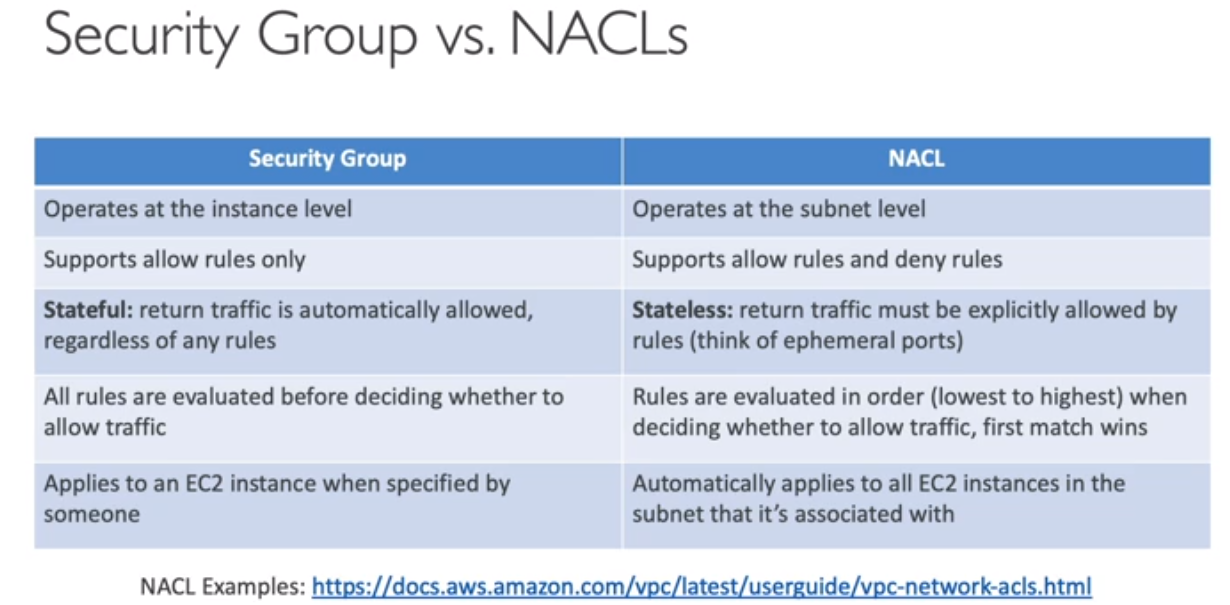 Security Group vs. NACLs
Security Group
NACL
Operates at the instance level
Operates at the subnet level
Supports allow rules only
Supports allow rules and deny rules
Stateful: return traffic is automatically allowed,
regardless of any rules
Stateless: return traffic must be explicitly allowed by
rules (think of ephemeral ports)
All rules are evaluated before deciding whether to
allow traffic
Rules are evaluated in order (lowest to highest) when
deciding whether to allow traffic, first match wins
Applies to an EC2 instance when specified by
someone
Automatically applies to all EC2 instances in the
subnet that it’s associated with
NACL Examples: https://docs.aws.amazon.com/vpc/latest/userguide/vpc-network-acls.html